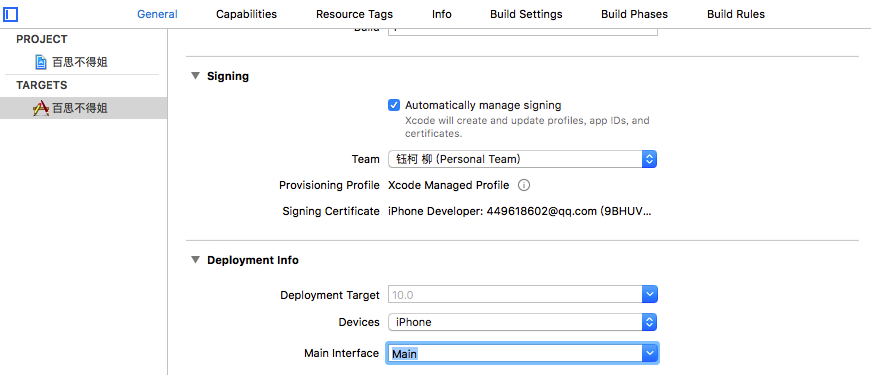 General Capabilities Resource Tags Info Build Settings Build Phases Build Rules
PROJECT
百思不得姐
TARGETS
百思不得姐
Signing
Automatically manage signing
Xcode will create and update profiles, app IDs, and
certificates.
Team 钰柯 柳 (Personal Team)
Provisioning Profile Xcode Managed Profile
Signing Certificate iPhone Developer: 449618602@qq.com (9BHUV...
Deployment Info
Deployment Target 10.0
Devices iPhone
Main Interface Main